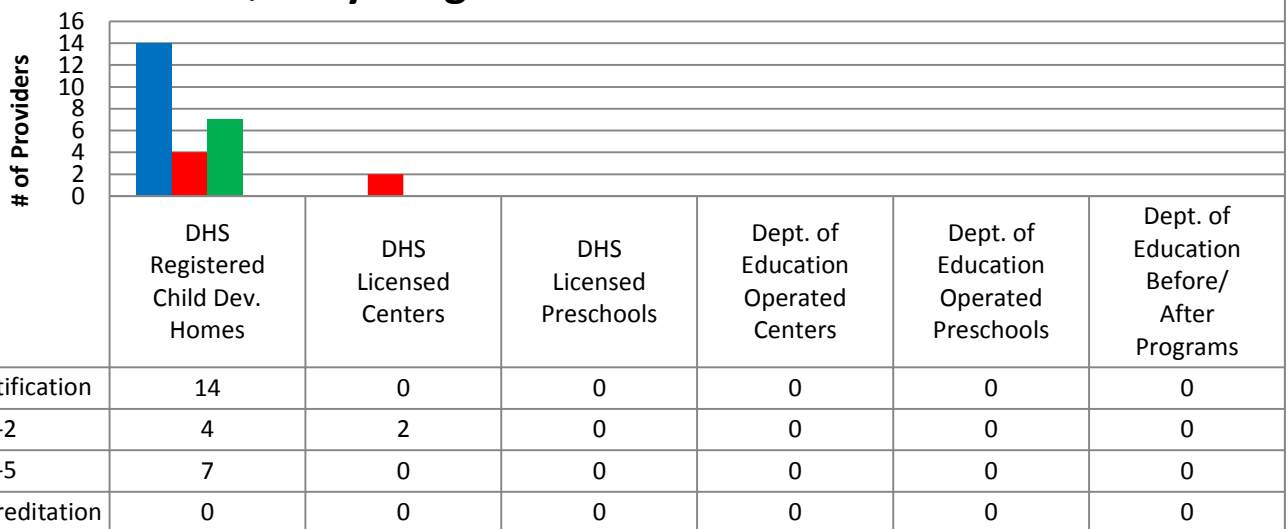 16
14
12
10
8
6
4
2
0
# of Providers
DHS
Registered
Child Dev.
Homes
DHS
Licensed
Centers
DHS
Licensed
Preschools
Dept. of
Education
Operated
Centers
Dept. of
Education
Operated
Preschools
Dept. of
Education
Before/
After
Programs
tification 14 0 0 0 0 0
-2 4 2 0 0 0 0
-5 7 0 0 0 0 0
reditation 0 0 0 0 0 0